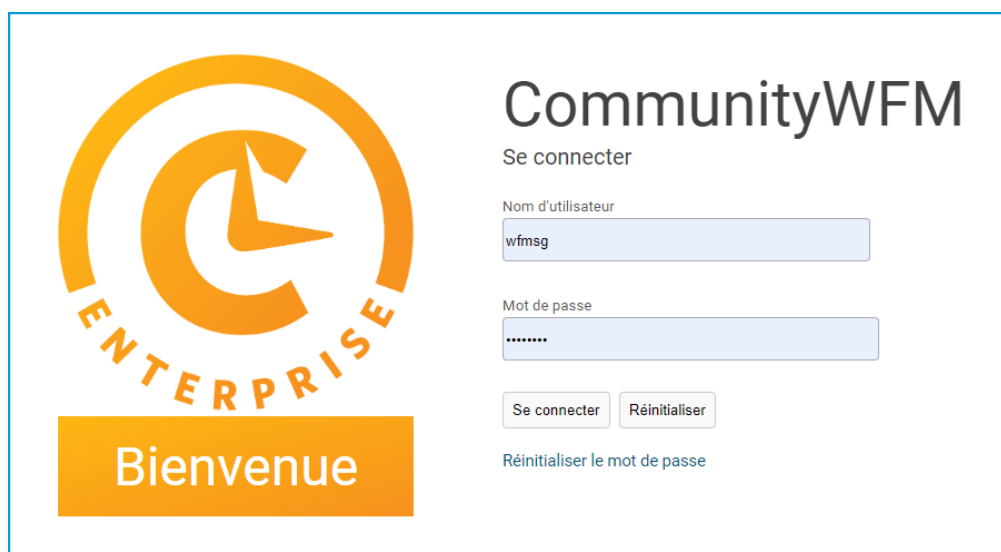 ENTERPRISE
Bienvenue
CommunityWFM
Se connecter
Nom d'utilisateur
wfmsg
Mot de passe
••••••••
Se connecter Réinitialiser
Réinitialiser le mot de passe